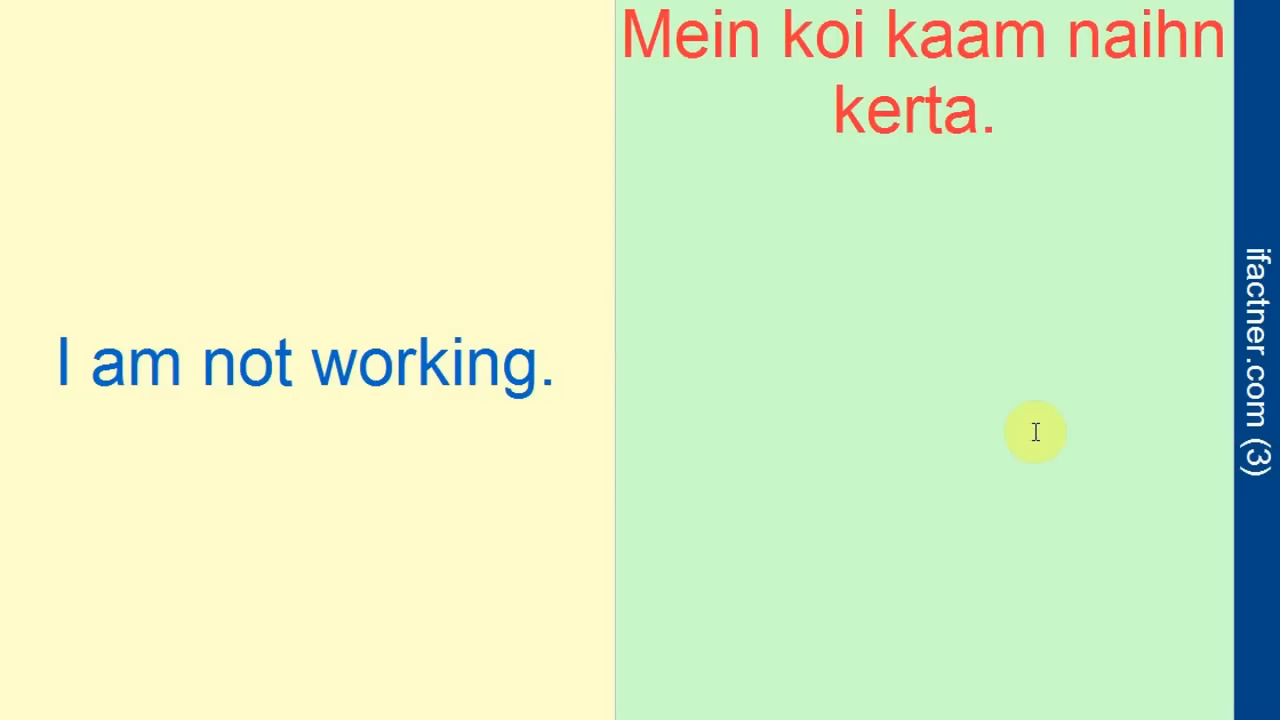 I am not working.
Mein koi kaam naihn
kerta.
ifactner.com (3)